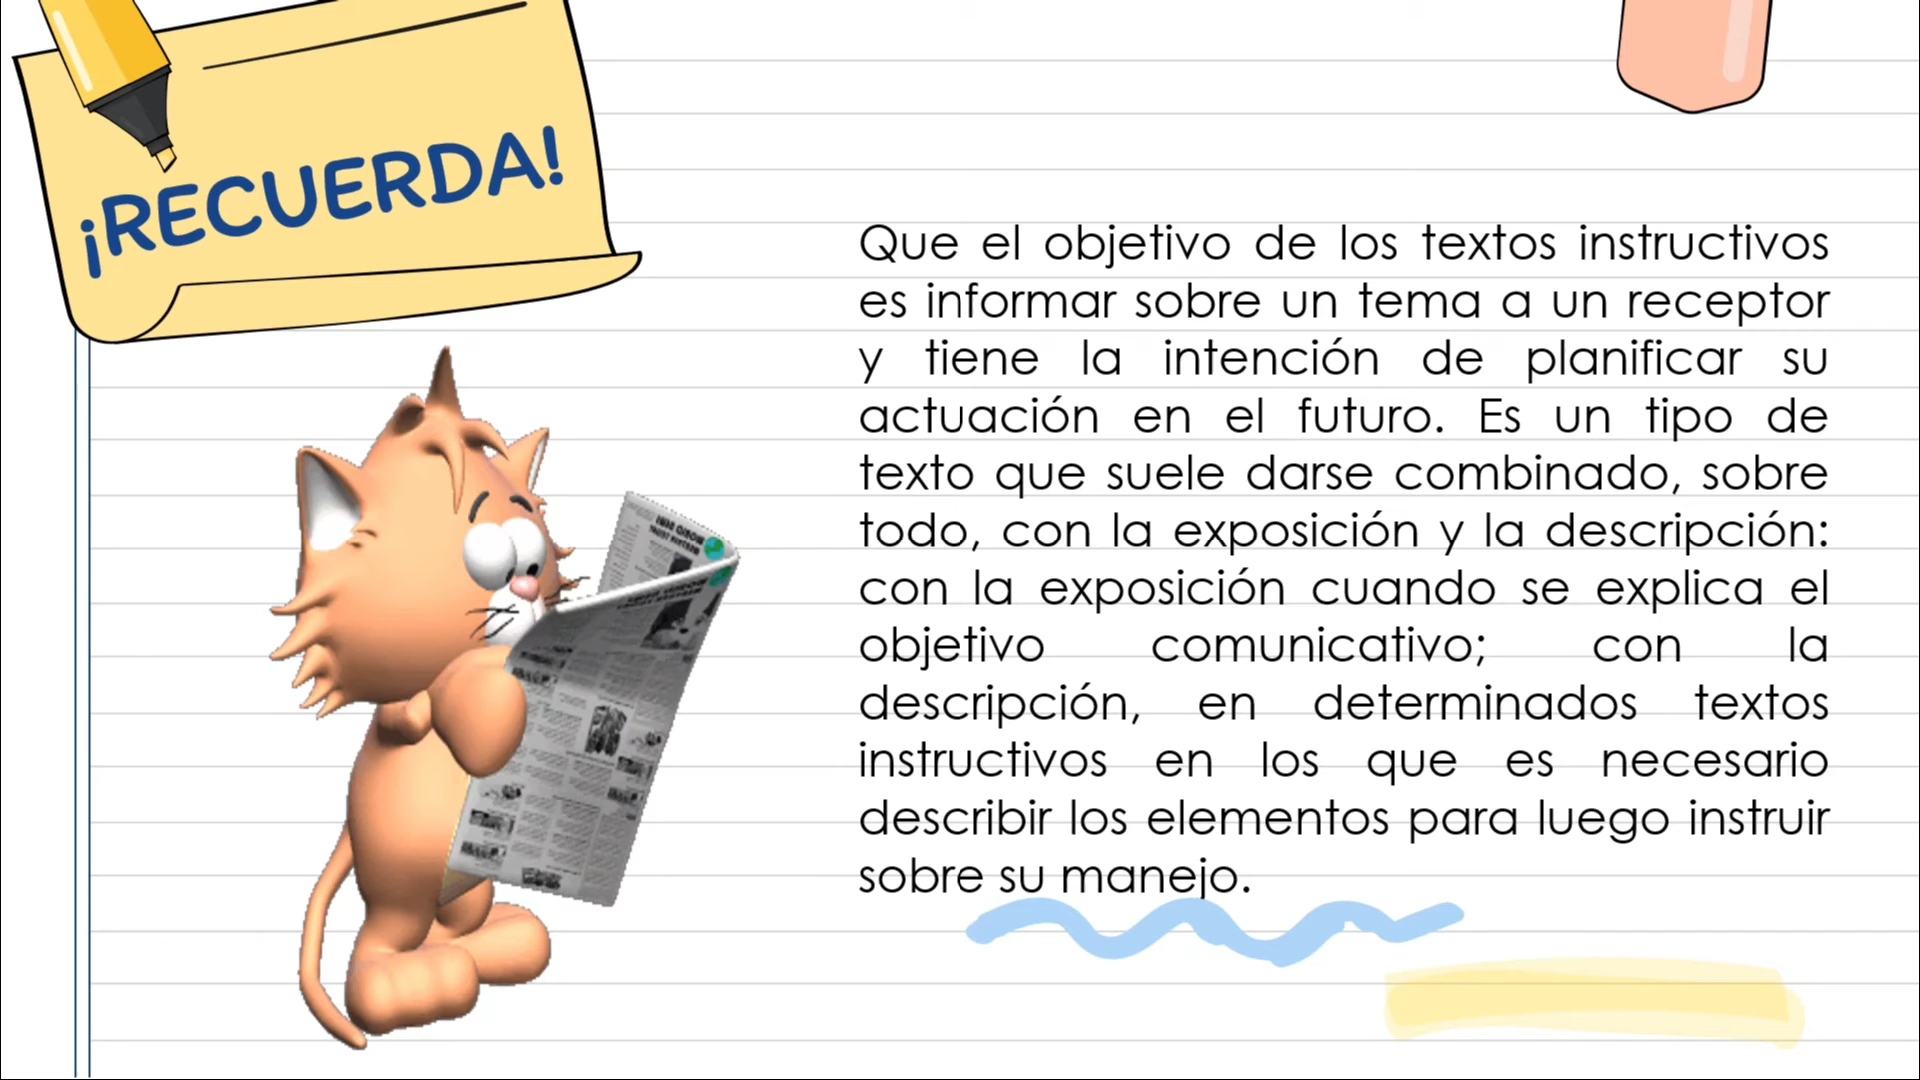 ¡RECUERDA!
Que el objetivo de los textos instructivos
es informar sobre un tema a un receptor
y tiene la intención de planificar su
actuación en el futuro. Es un tipo de
texto que suele darse combinado, sobre
todo, con la exposición y la descripción:
con la exposición cuando se explica el
objetivo comunicativo; con la
descripción, en determinados textos
instructivos en los que es necesario
describir los elementos para luego instruir
sobre su manejo.